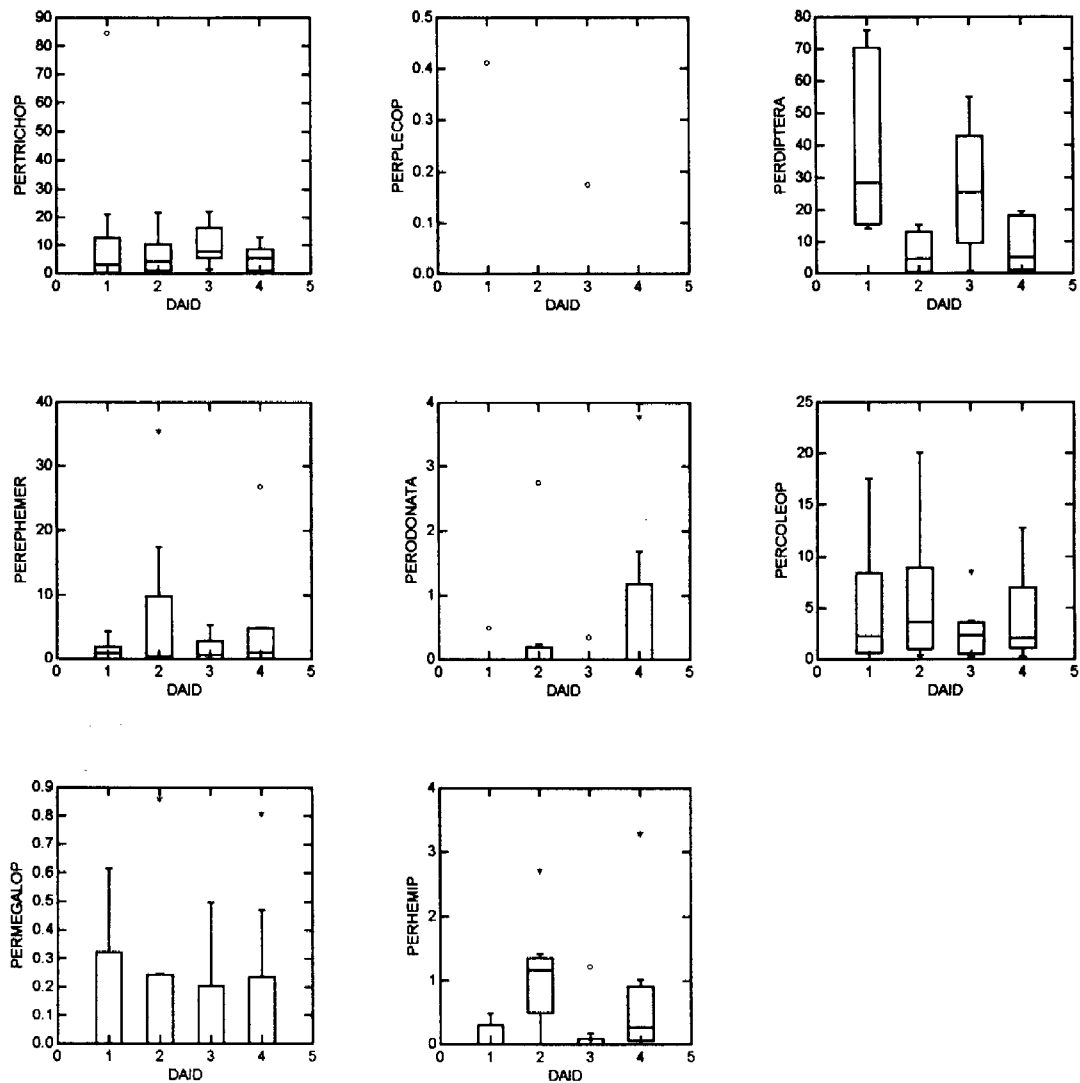 PERTRICHOP
90
80
70
60
50
40
30
20
10
0
0 1 2 3 4 5
DAID
PERPLECOP
0.5
0.4
0.3
0.2
0.1
0.0
0 1 2 3 4 5
DAID
PERDIPTERA
80
70
60
50
40
30
20
10
0
0 1 2 3 4 5
DAID
PEREPHEMER
40
30
20
10
0
0 1 2 3 4 5
DAID
PERODONATA
4
3
2
1
0
0 1 2 3 4 5
DAID
PERCOLEOP
25
20
15
10
5
0
0 1 2 3 4 5
DAID
PERMEGALOP
0.9
0.8
0.7
0.6
0.5
0.4
0.3
0.2
0.1
0.0
0 1 2 3 4 5
DAID
PERHEMIP
4
3
2
1
0
0 1 2 3 4 5
DAID